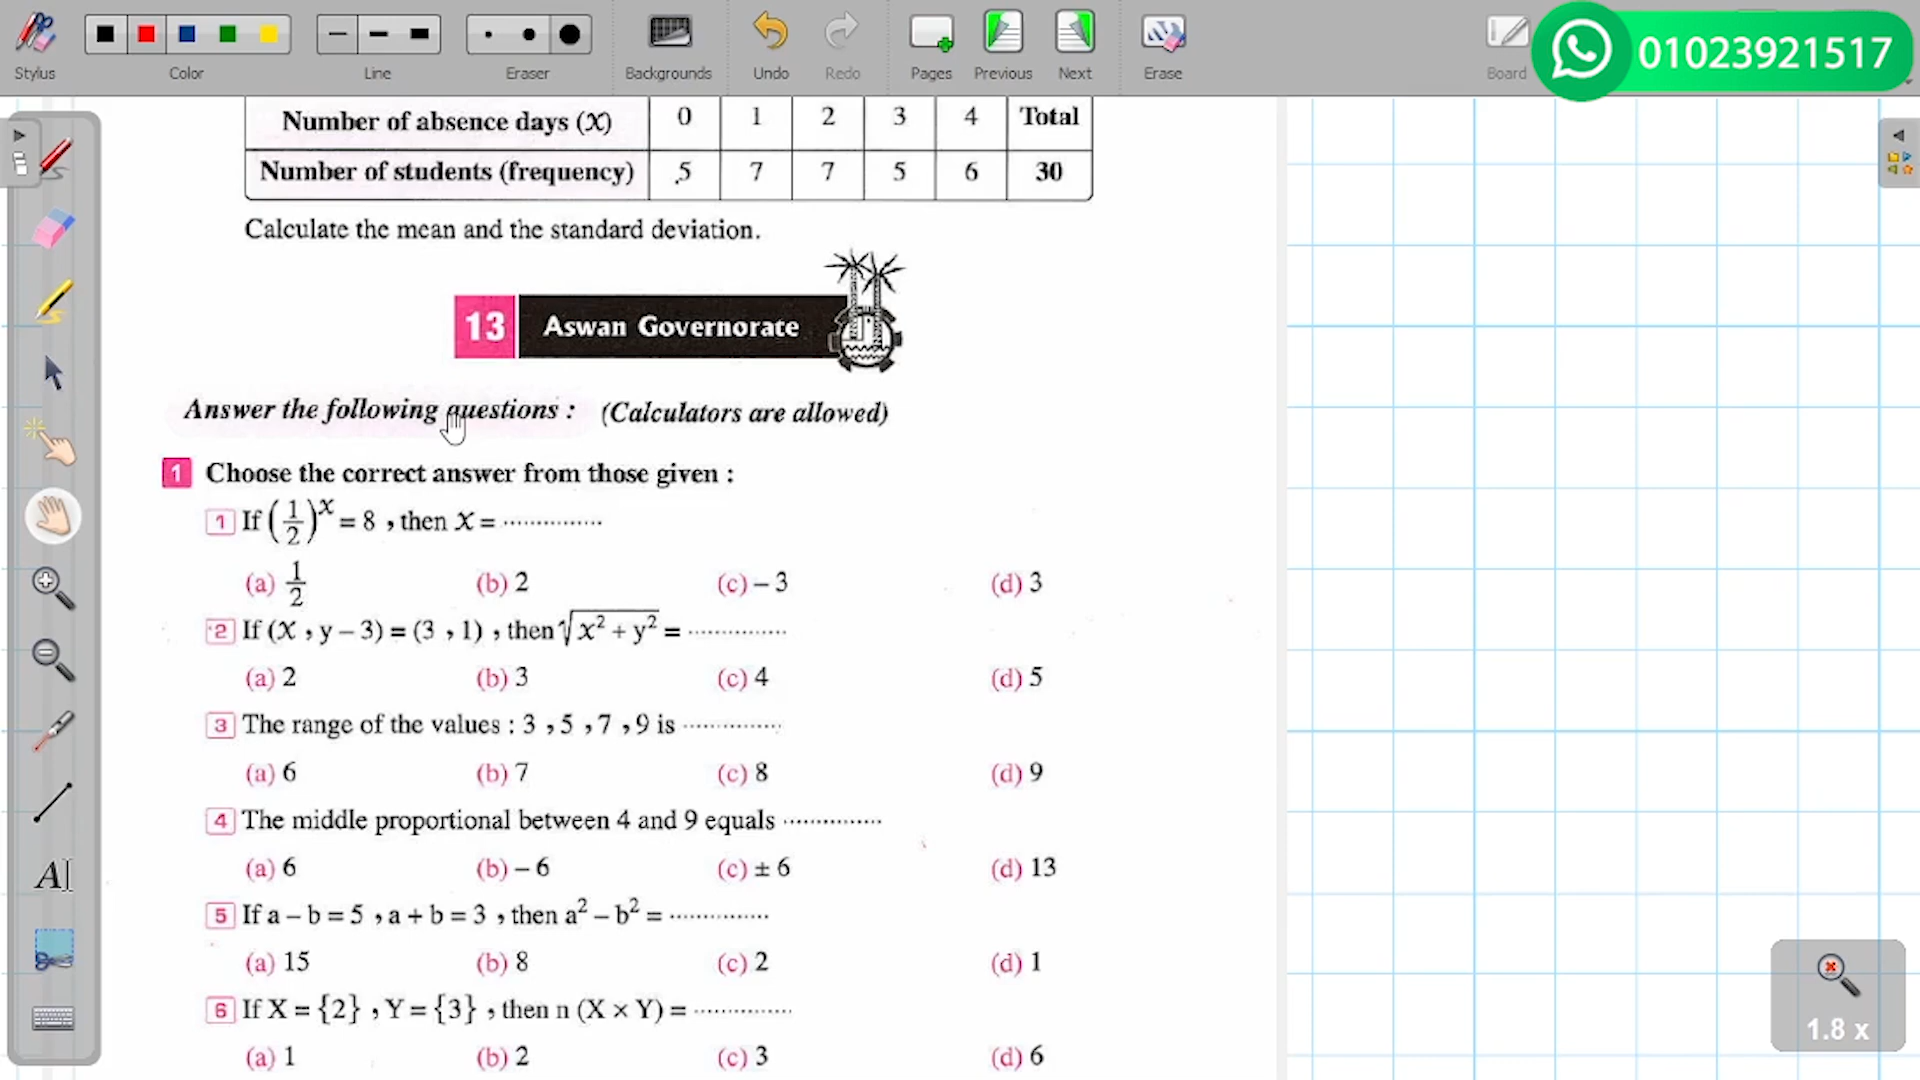 Stylus
Color
Line
Eraser
Backgrounds
Undo
Redo
Pages
Previous
Next
Erase
Board
01023921517
Number of absence days (X) 0 1 2 3 4 Total
Number of students (frequency) 5 7 7 5 6 30
Calculate the mean and the standard deviation.
13 Aswan Governorate
Answer the following questions : (Calculators are allowed)
1 Choose the correct answer from those given :
1 If (1/2)^X = 8 , then X = ...............
(a) 1/2 (b) 2 (c) – 3 (d) 3
2 If (X , y – 3) = (3 , 1) , then √(x² + y²) = ...............
(a) 2 (b) 3 (c) 4 (d) 5
3 The range of the values : 3 , 5 , 7 , 9 is ...............
(a) 6 (b) 7 (c) 8 (d) 9
4 The middle proportional between 4 and 9 equals ...............
(a) 6 (b) – 6 (c) ± 6 (d) 13
5 If a – b = 5 , a + b = 3 , then a² – b² = ...............
(a) 15 (b) 8 (c) 2 (d) 1
6 If X = {2} , Y = {3} , then n (X × Y) = ...............
(a) 1 (b) 2 (c) 3 (d) 6
A
1.8 x